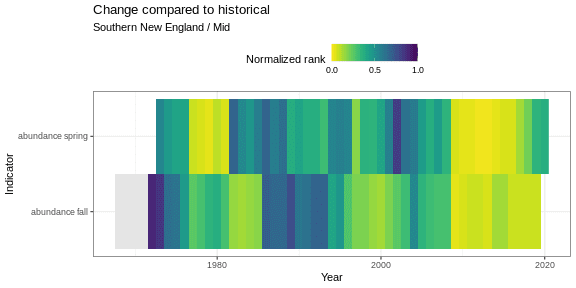 Change compared to historical
Southern New England / Mid
Normalized rank
0.0 0.5 1.0
Indicator
abundance spring
abundance fall
1980 2000 2020
Year